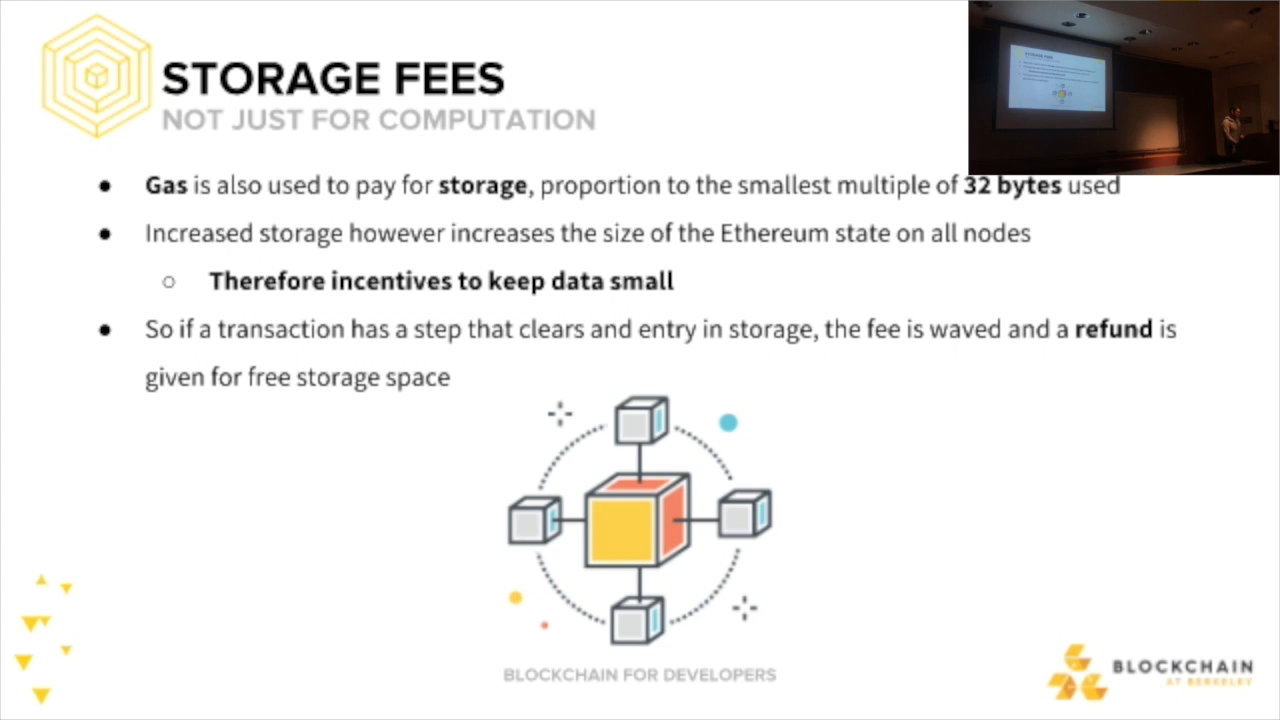 STORAGE FEES
NOT JUST FOR COMPUTATION
● Gas is also used to pay for storage, proportion to the smallest multiple of 32 bytes used
● Increased storage however increases the size of the Ethereum state on all nodes
○ Therefore incentives to keep data small
● So if a transaction has a step that clears and entry in storage, the fee is waved and a refund is
given for free storage space
BLOCKCHAIN FOR DEVELOPERS
BLOCKCHAIN
AT BERKELEY